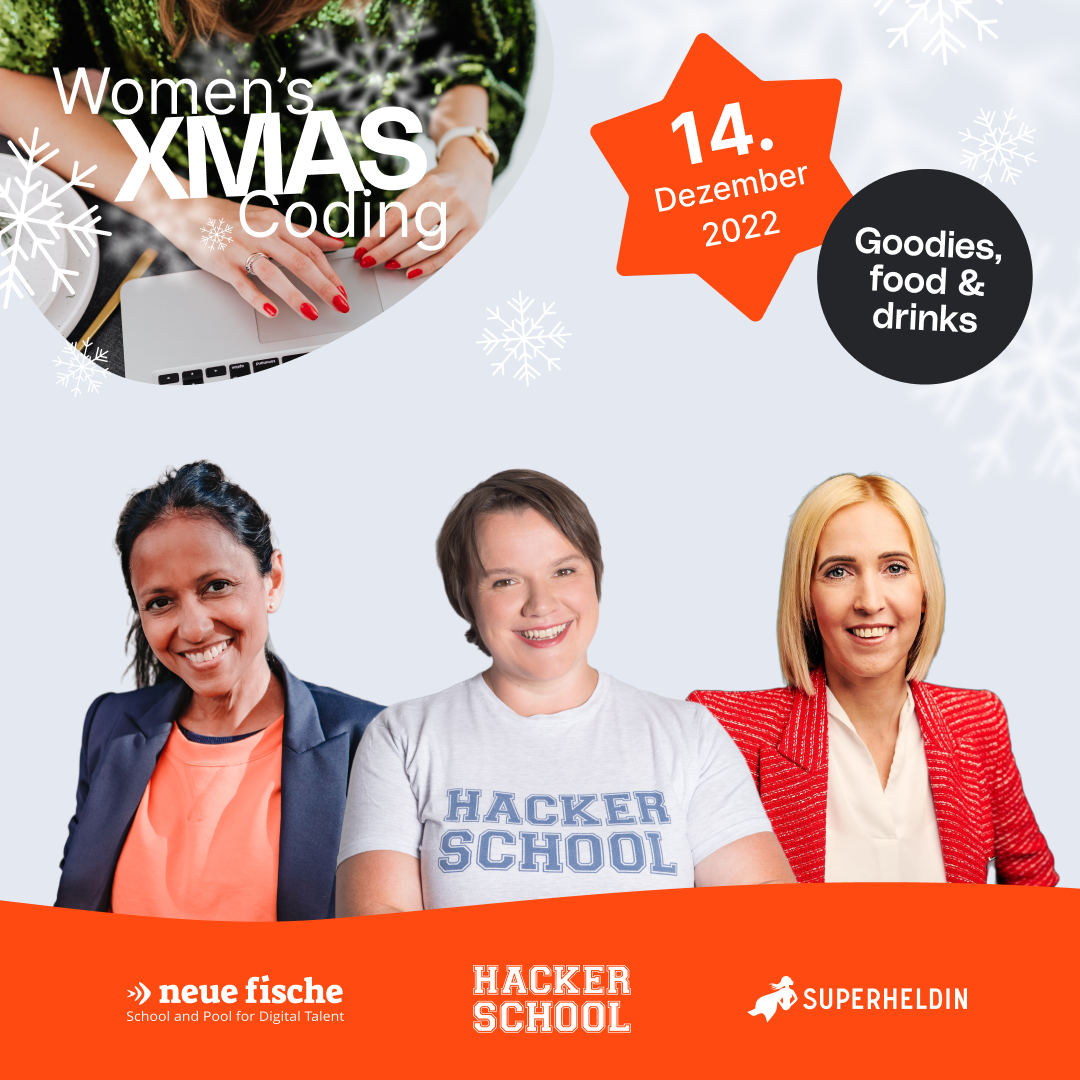 Women's
XMAS
Coding
14.
Dezember
2022
Goodies,
food &
drinks
HACKER
SCHOOL
neue fische
School and Pool for Digital Talent
HACKER
SCHOOL
SUPERHELDIN